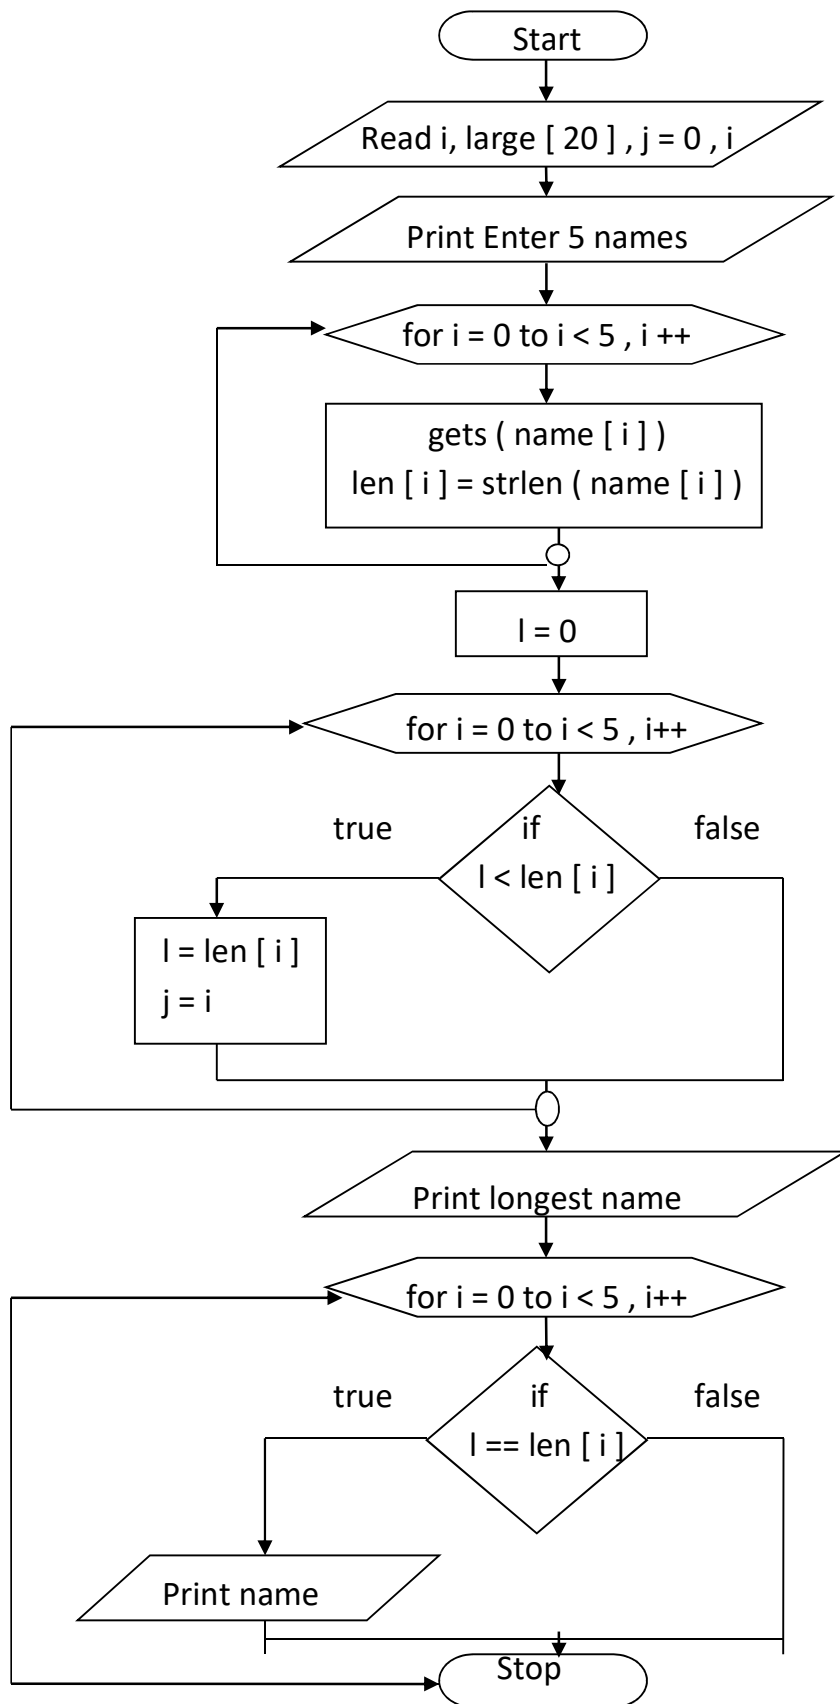 Start
Read i, large [ 20 ] , j = 0 , i
Print Enter 5 names
for i = 0 to i < 5 , i ++
gets ( name [ i ] )
len [ i ] = strlen ( name [ i ] )
l = 0
for i = 0 to i < 5 , i++
true if false
l < len [ i ]
l = len [ i ]
j = i
Print longest name
for i = 0 to i < 5 , i++
true if false
l == len [ i ]
Print name
Stop